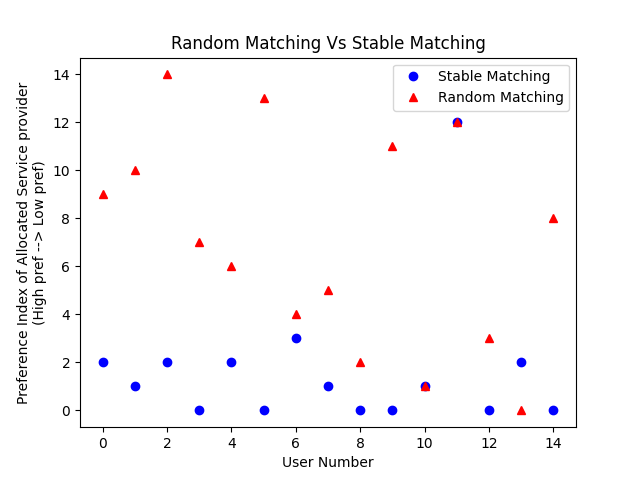 Random Matching Vs Stable Matching
Stable Matching
Random Matching
Preference Index of Allocated Service provider
(High pref --> Low pref)
14
12
10
8
6
4
2
0
0 2 4 6 8 10 12 14
User Number